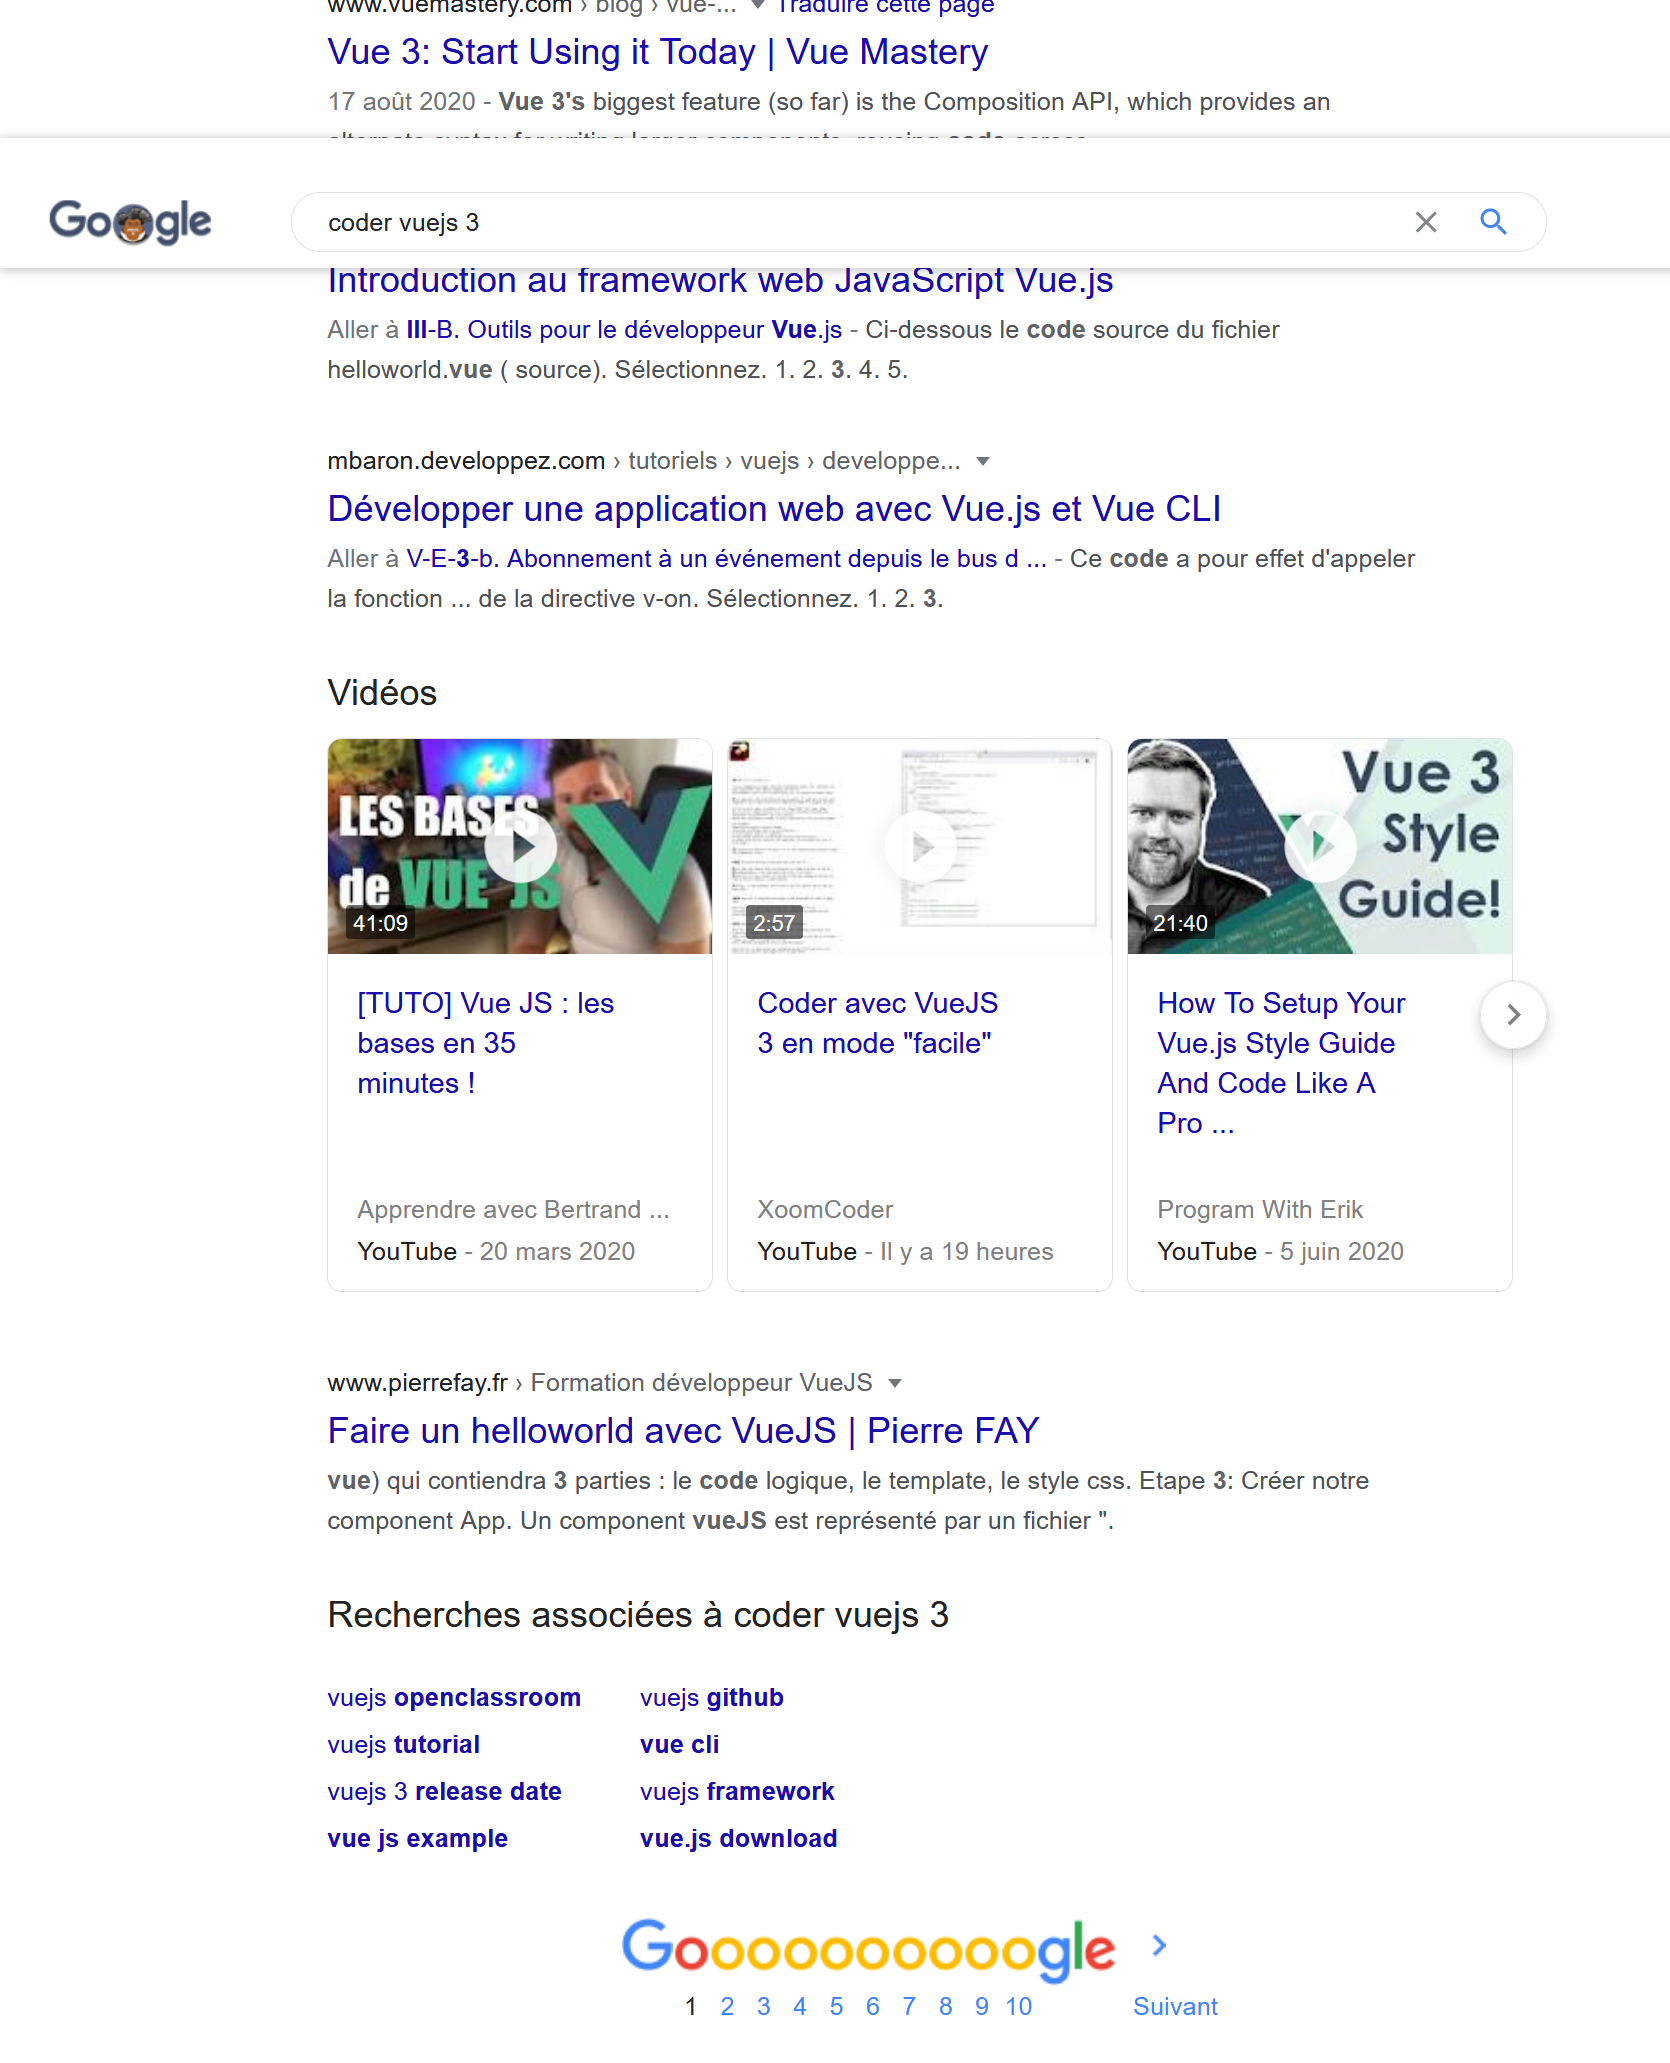 www.vuemastery.com › blog › vue-... Traduire cette page
Vue 3: Start Using it Today | Vue Mastery
17 août 2020 - Vue 3's biggest feature (so far) is the Composition API, which provides an
alternate syntax for writing larger components, reusing code across
Google
coder vuejs 3
Introduction au framework web JavaScript Vue.js
Aller à III-B. Outils pour le développeur Vue.js - Ci-dessous le code source du fichier
helloworld.vue ( source). Sélectionnez. 1. 2. 3. 4. 5.
mbaron.developpez.com › tutoriels › vuejs › developpe...
Développer une application web avec Vue.js et Vue CLI
Aller à V-E-3-b. Abonnement à un événement depuis le bus d ... - Ce code a pour effet d'appeler
la fonction ... de la directive v-on. Sélectionnez. 1. 2. 3.
Vidéos
LES BASES
de VUE JS
41:09
2:57
Vue 3
Style
Guide!
21:40
[TUTO] Vue JS : les
bases en 35
minutes !
Apprendre avec Bertrand ...
YouTube - 20 mars 2020
Coder avec VueJS
3 en mode "facile"
XoomCoder
YouTube - Il y a 19 heures
How To Setup Your
Vue.js Style Guide
And Code Like A
Pro ...
Program With Erik
YouTube - 5 juin 2020
www.pierrefay.fr › Formation développeur VueJS
Faire un helloworld avec VueJS | Pierre FAY
vue) qui contiendra 3 parties : le code logique, le template, le style css. Etape 3: Créer notre
component App. Un component vueJS est représenté par un fichier ".
Recherches associées à coder vuejs 3
vuejs openclassroom
vuejs tutorial
vuejs 3 release date
vue js example
vuejs github
vue cli
vuejs framework
vue.js download
Goooooooooogle
1 2 3 4 5 6 7 8 9 10 Suivant